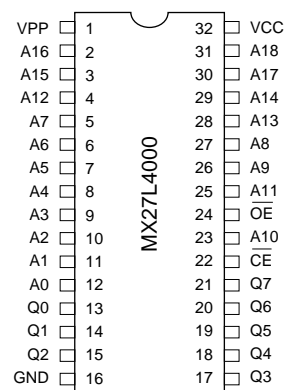 VPP 1 32 VCC
A16 2 31 A18
A15 3 30 A17
A12 4 29 A14
A7 5 28 A13
A6 6 27 A8
A5 7 26 A9
A4 8 25 A11
A3 9 24 O̅E̅
A2 10 23 A10
A1 11 22 C̅E̅
A0 12 21 Q7
Q0 13 20 Q6
Q1 14 19 Q5
Q2 15 18 Q4
GND 16 17 Q3
MX27L4000